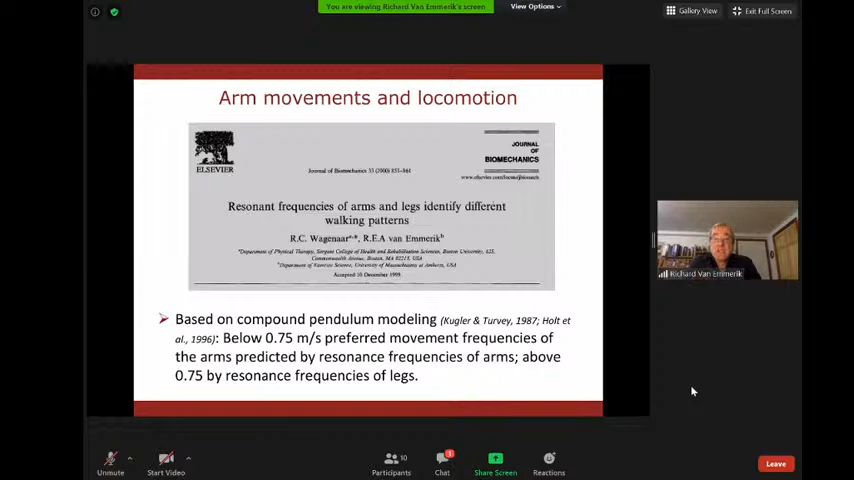 You are viewing Richard Van Emmerik's screen
View Options
Gallery View
Exit Full Screen
Arm movements and locomotion
ELSEVIER
Journal of Biomechanics 33 (2000) 853-861
JOURNAL
OF
BIOMECHANICS
www.elsevier.com/locate/jbiomech
Resonant frequencies of arms and legs identify different
walking patterns
R.C. Wagenaar, R.E.A van Emmerik
Department of Physical Therapy, Sargent College of Health and Rehabilitation Sciences, Boston University, 635,
Commonwealth Avenue, Boston, MA 02215, USA
Department of Exercise Science, University of Massachusetts at Amherst, USA
Accepted 10 December 1999
➢ Based on compound pendulum modeling (Kugler & Turvey, 1987; Holt et
al., 1996): Below 0.75 m/s preferred movement frequencies of
the arms predicted by resonance frequencies of arms; above
0.75 by resonance frequencies of legs.
Richard Van Emmerik
Unmute
Start Video
10
Participants
Chat
Share Screen
Reactions
Leave